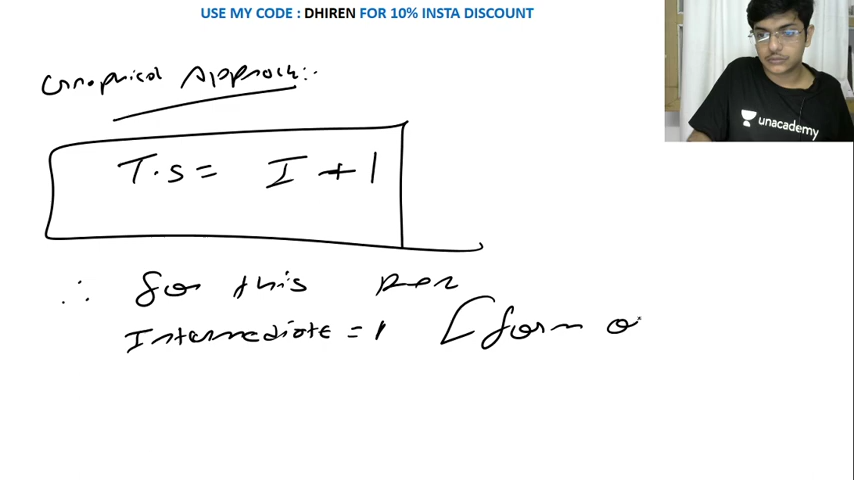 USE MY CODE : DHIREN FOR 10% INSTA DISCOUNT
unacademy
Graphical Approach:-
T.S = I + 1
∴ for this rxn
Intermediate = 1 [form o